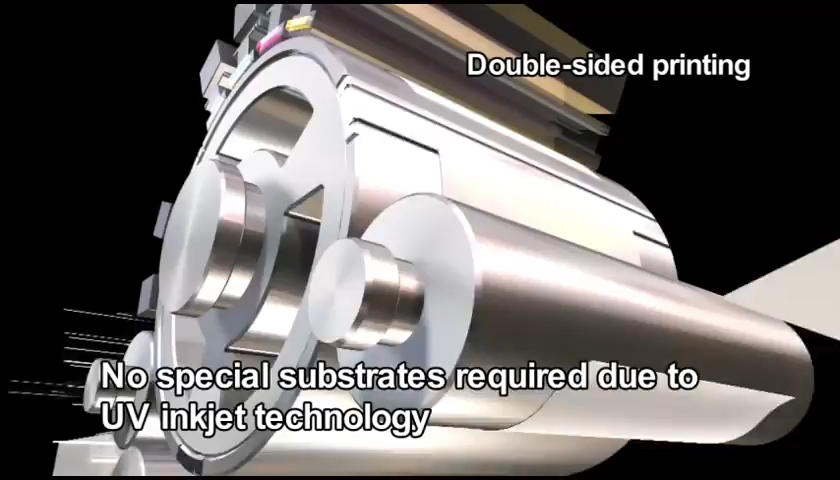 Double-sided printing
No special substrates required due to
UV inkjet technology